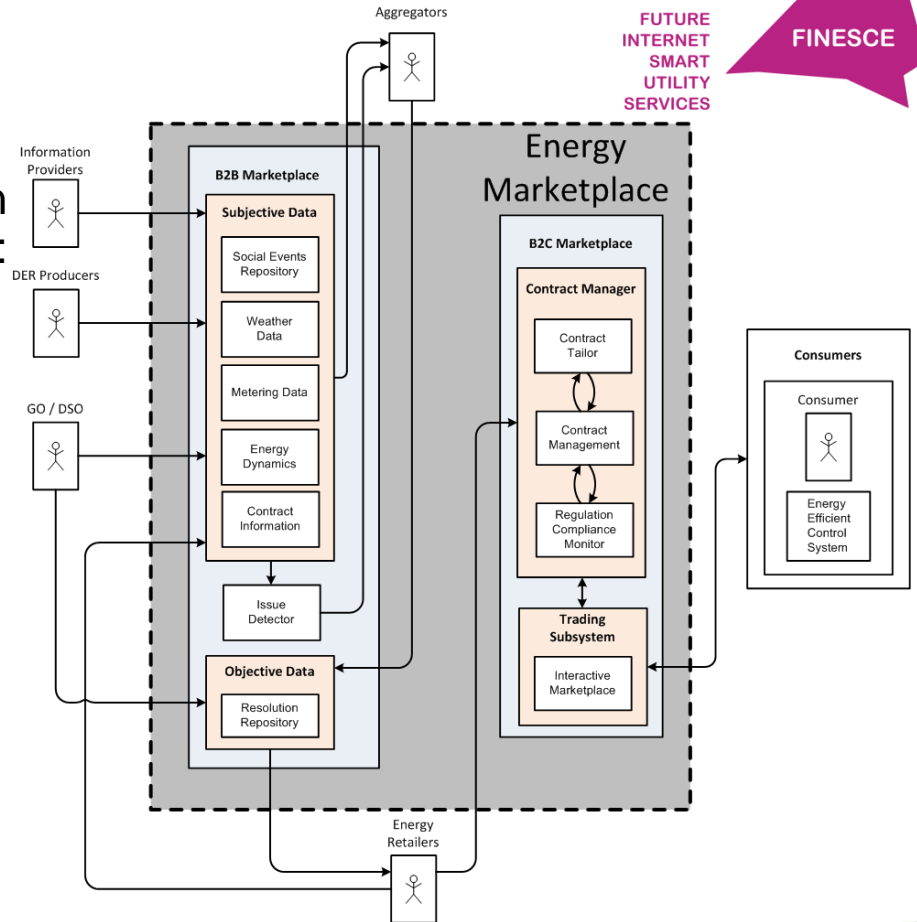 Aggregators
FUTURE
INTERNET
SMART
UTILITY
SERVICES
FINESCE
Energy
Marketplace
Information
Providers
n
:
DER Producers
GO / DSO
B2B Marketplace
Subjective Data
Social Events
Repository
Weather
Data
Metering Data
Energy
Dynamics
Contract
Information
Issue
Detector
Objective Data
Resolution
Repository
B2C Marketplace
Contract Manager
Contract
Tailor
Contract
Management
Regulation
Compliance
Monitor
Trading
Subsystem
Interactive
Marketplace
Consumers
Consumer
Energy
Efficient
Control
System
Energy
Retailers